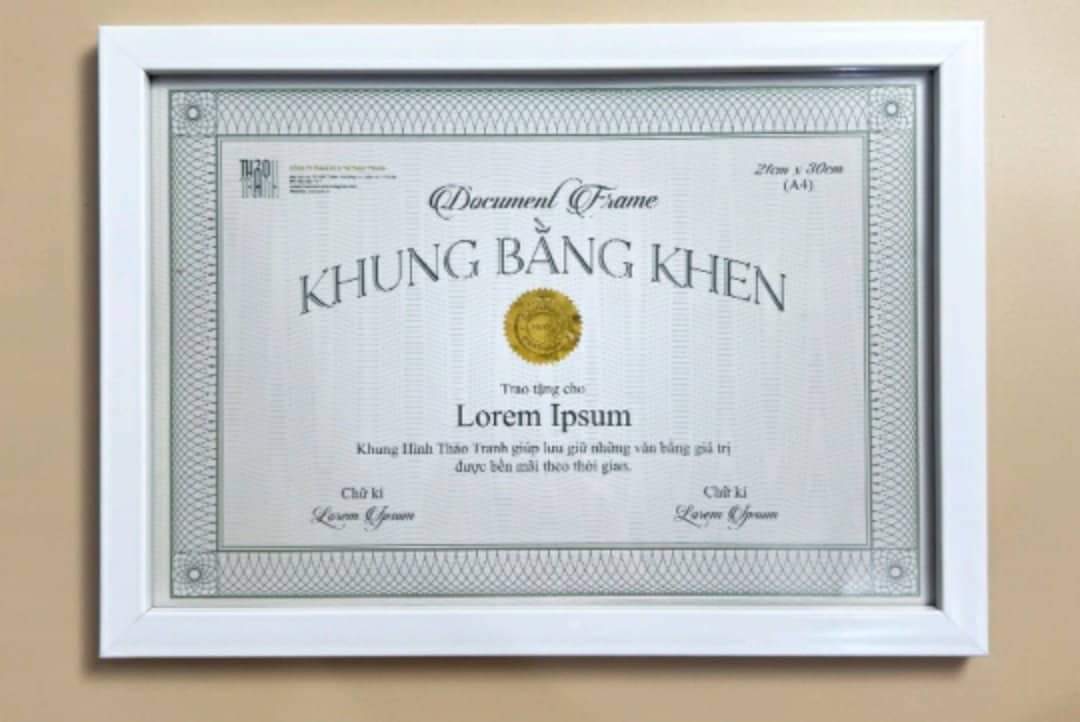 THẢO
TRANH
21cm x 30cm
(A4)
Document Frame
KHUNG BẰNG KHEN
Trao tặng cho
Lorem Ipsum
Khung Hình Thảo Tranh giúp lưu giữ những văn bằng giá trị
được bền mãi theo thời gian.
Chữ kí
Lorem Ipsum
Chữ kí
Lorem Ipsum